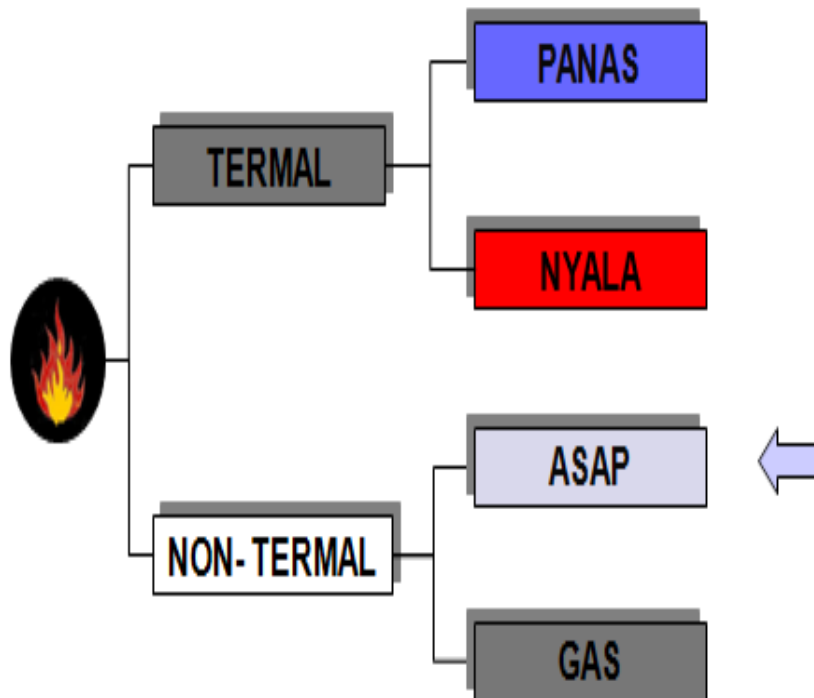 PANAS
TERMAL
NYALA
ASAP
NON- TERMAL
GAS